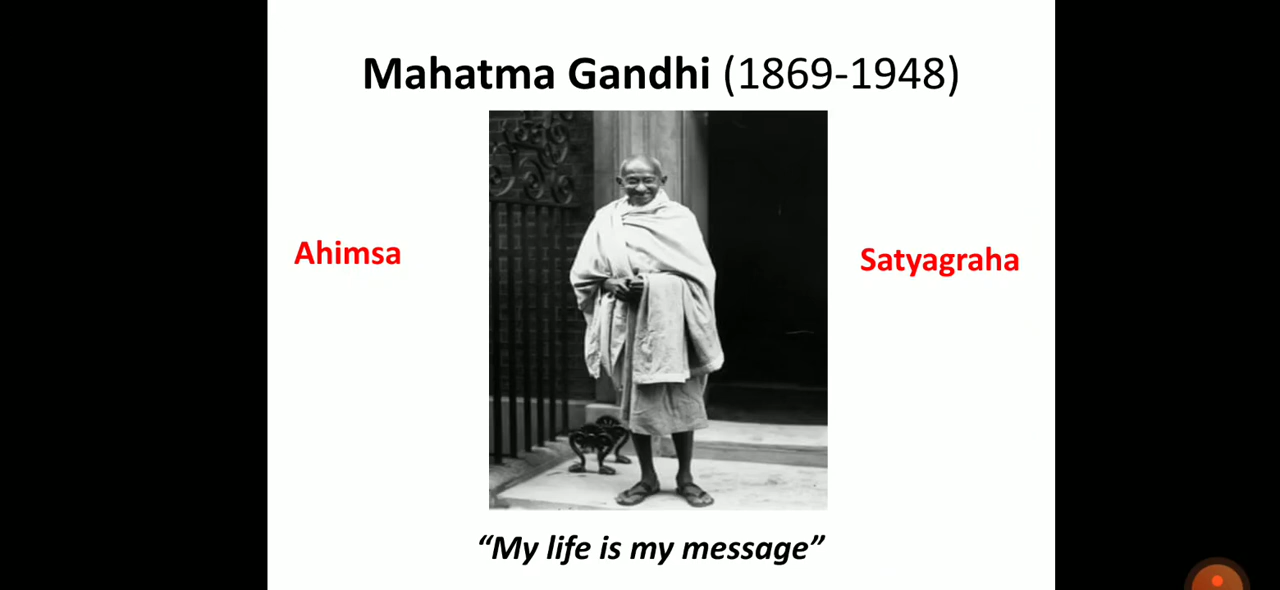 Mahatma Gandhi (1869-1948)
Ahimsa
Satyagraha
“My life is my message”